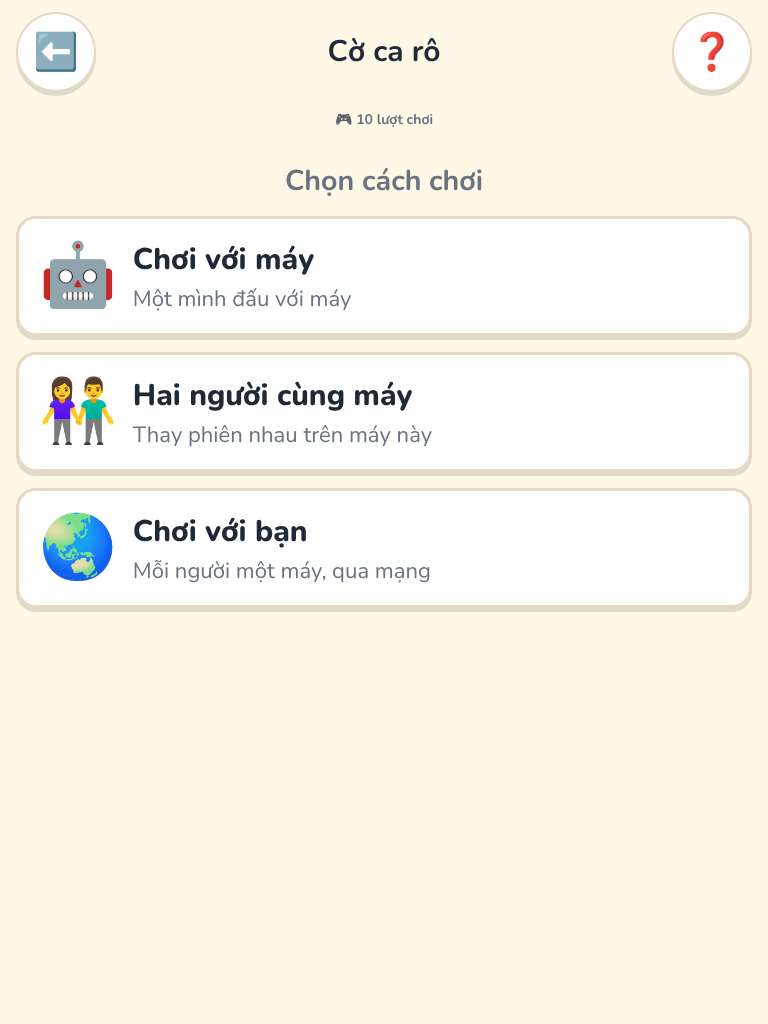 Cờ ca rô
🎮 10 lượt chơi
Chọn cách chơi
Chơi với máy
Một mình đấu với máy
Hai người cùng máy
Thay phiên nhau trên máy này
Chơi với bạn
Mỗi người một máy, qua mạng